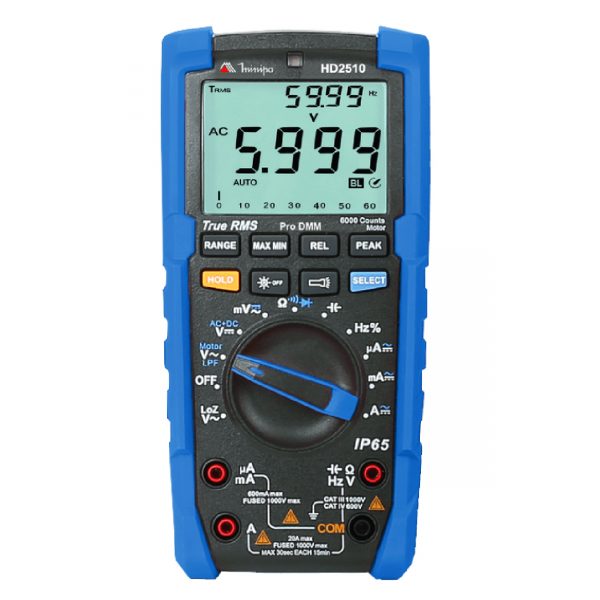 Minipa HD2510
TRMS 59.99 Hz
V
AC 5.999
AUTO BL
0 10 20 30 40 50 60
True RMS Pro DMM 6000 Counts
Motor
RANGE MAX MIN REL PEAK
HOLD OFF SELECT
mV Ω
AC+DC
V Hz%
Motor
V~ µA
LPF
OFF mA
LoZ
V~ A
IP65
µA Ω
mA Hz V
600mA max
FUSED 1000V max
CAT III 1000V
CAT IV 600V
A COM
20A max
FUSED 1000V max
MAX 30sec EACH 15min